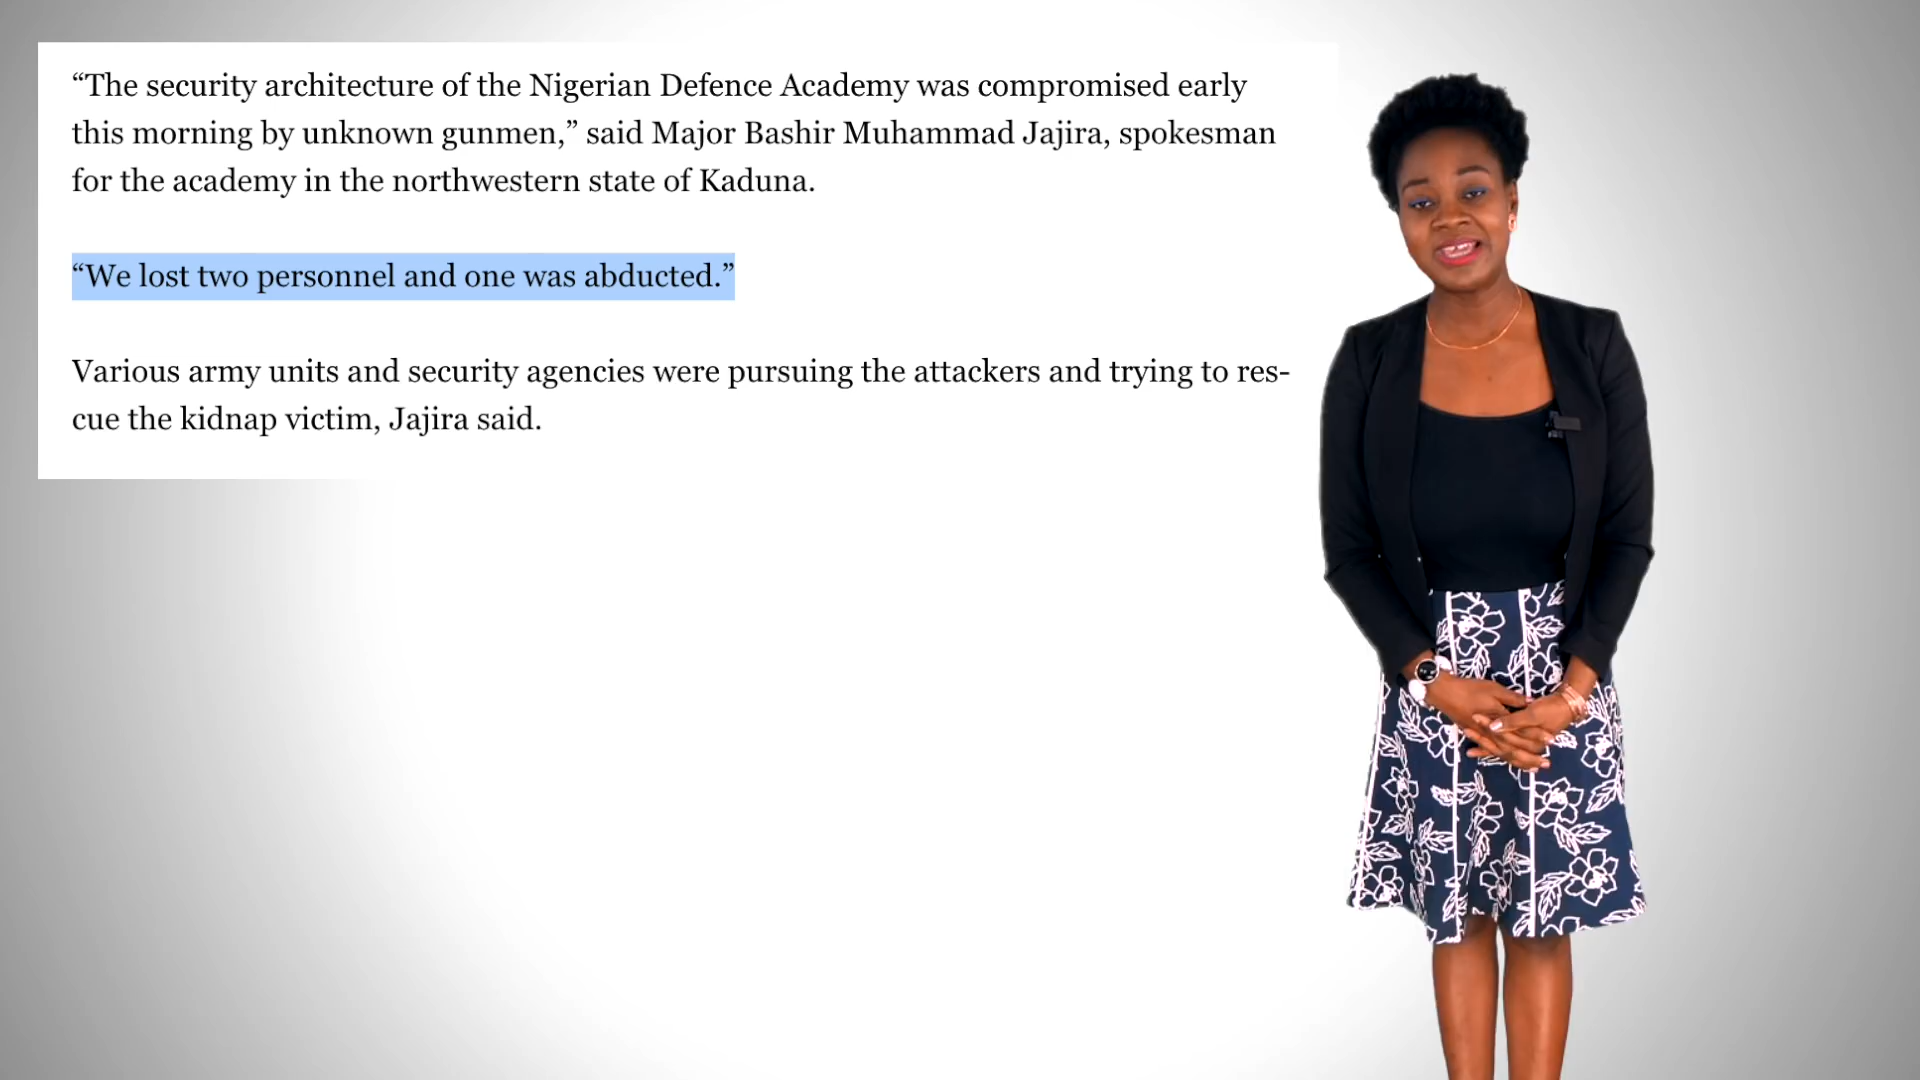 “The security architecture of the Nigerian Defence Academy was compromised early
this morning by unknown gunmen,” said Major Bashir Muhammad Jajira, spokesman
for the academy in the northwestern state of Kaduna.
“We lost two personnel and one was abducted.”
Various army units and security agencies were pursuing the attackers and trying to res-
cue the kidnap victim, Jajira said.